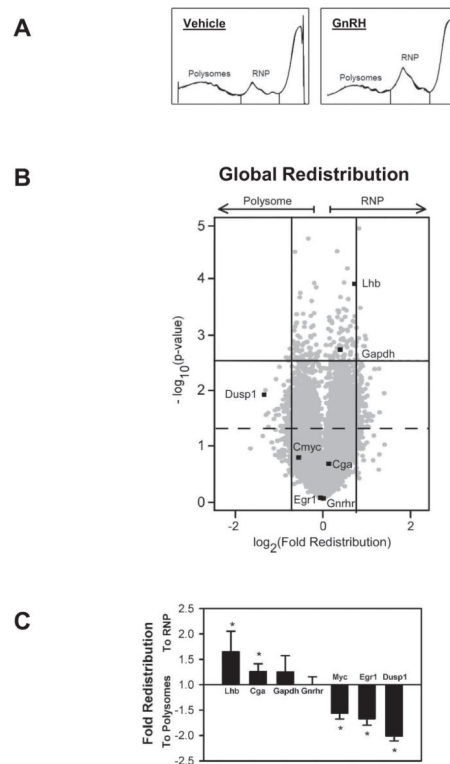 A
Vehicle
Polysomes
RNP
GnRH
Polysomes
RNP
B
Global Redistribution
Polysome
RNP
5
4
3
2
1
0
- log10(p-value)
Lhb
Gapdh
Dusp1
Cmyc
Cga
Egr1
Gnrhr
-2
0
2
log2(Fold Redistribution)
C
Fold Redistribution
To Polysomes
To RNP
2.5
2.0
1.5
1.0
-1.5
-2.0
-2.5
*
*
Lhb
Cga
Gapdh
Gnrhr
Myc
Egr1
Dusp1
*
*
*